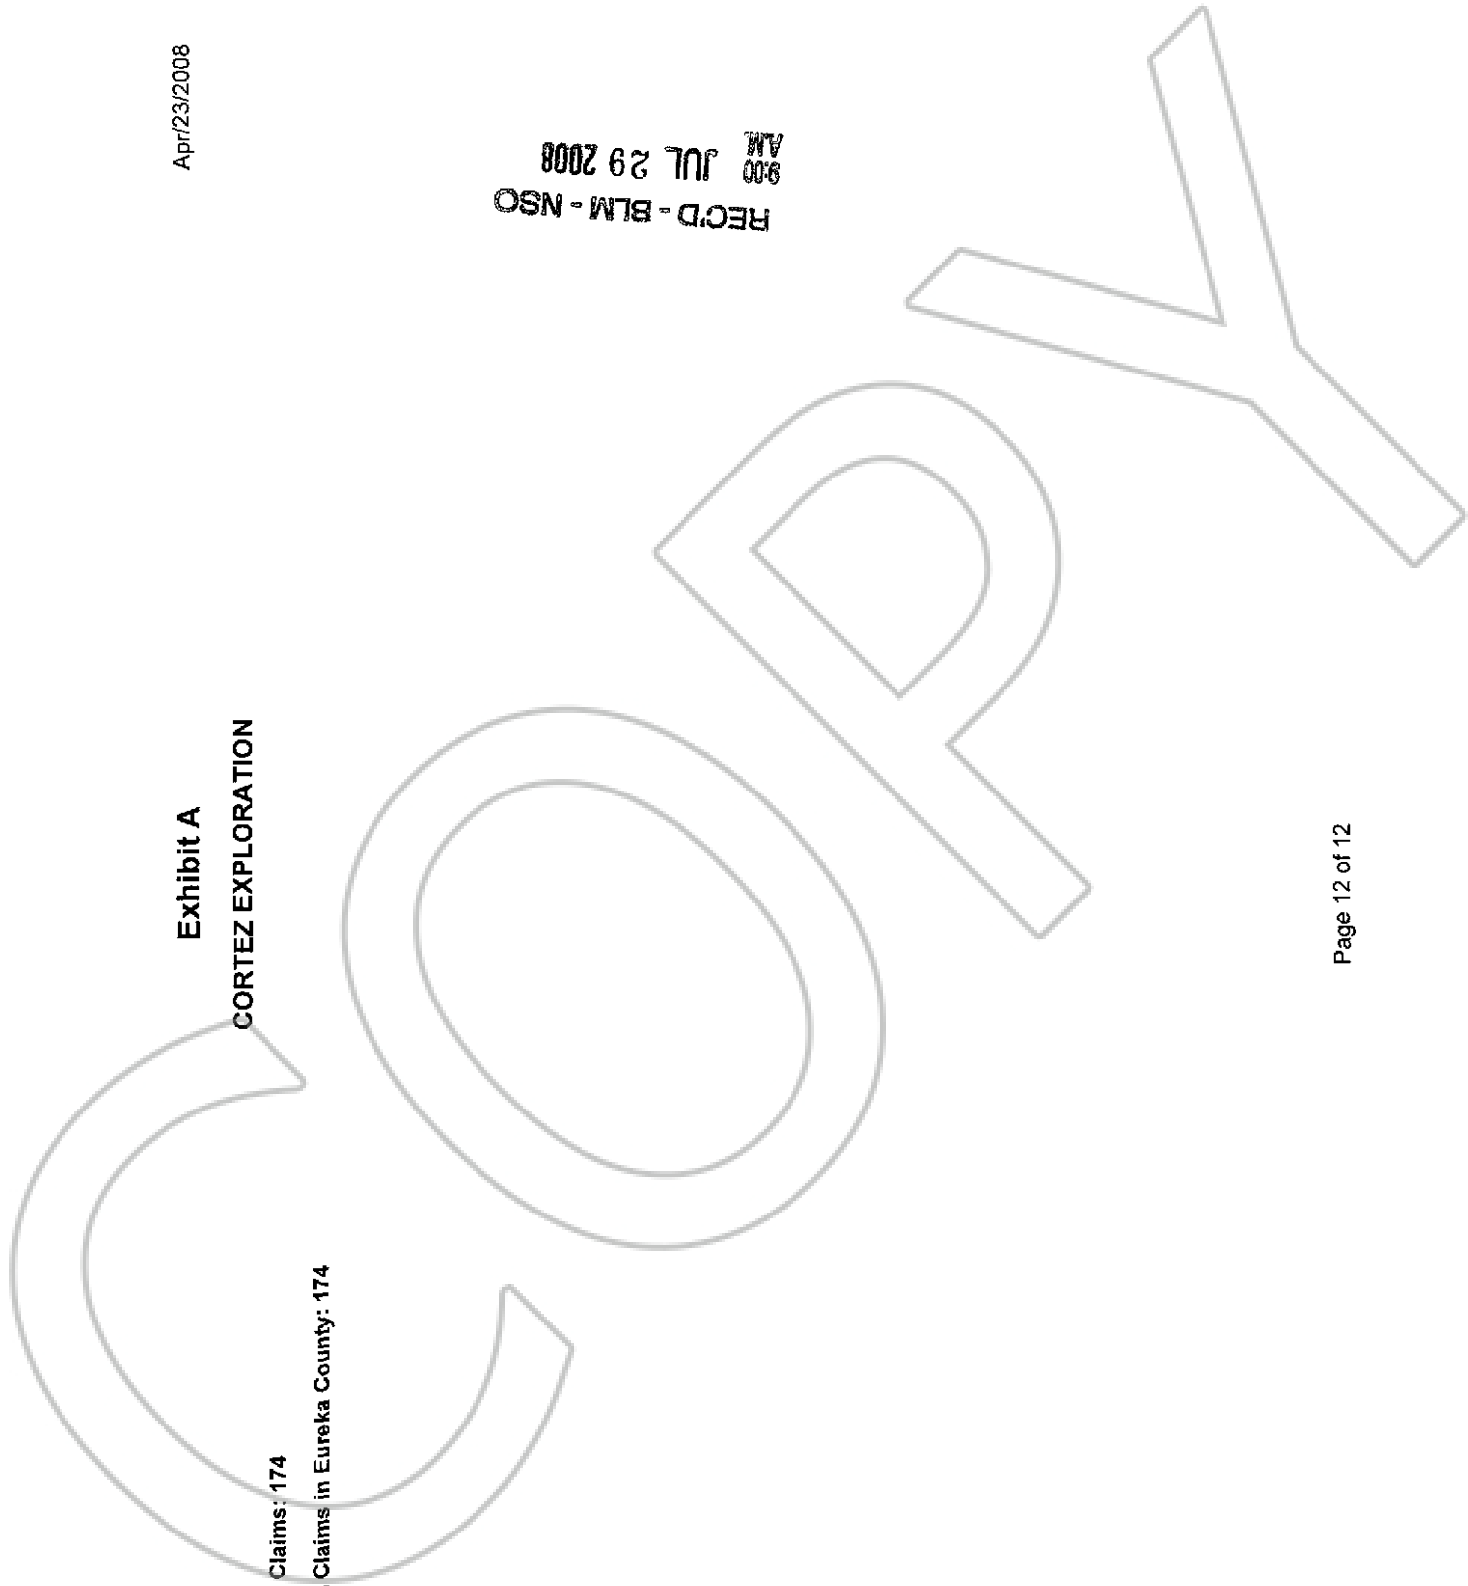 Apr/23/2008
Exhibit A
CORTEZ EXPLORATION
Claims: 174
Claims in Eureka County: 174
REC'D - BLM - NSO
9:00 A.M. JUL 29 2008
Page 12 of 12
COPY